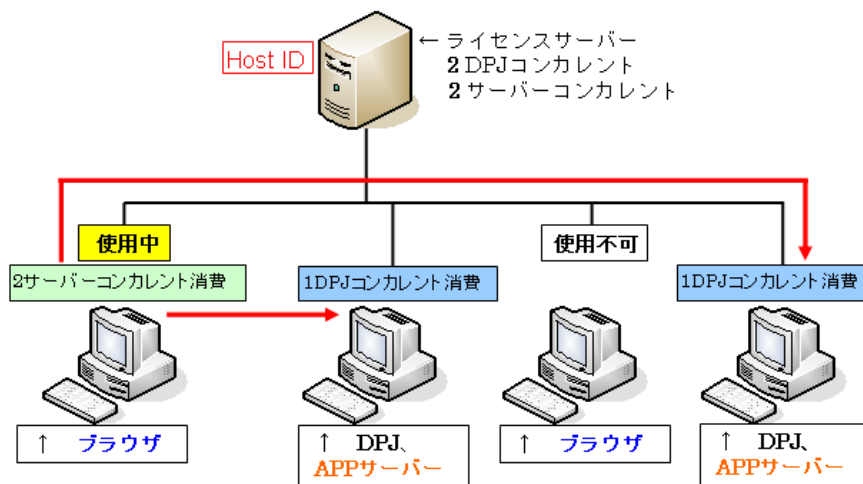 Host ID
← ライセンスサーバー
2 DPJコンカレント
2 サーバーコンカレント
使用中
使用不可
2サーバーコンカレント消費
1DPJコンカレント消費
1DPJコンカレント消費
↑ ブラウザ
↑ DPJ、
APPサーバー
↑ ブラウザ
↑ DPJ、
APPサーバー